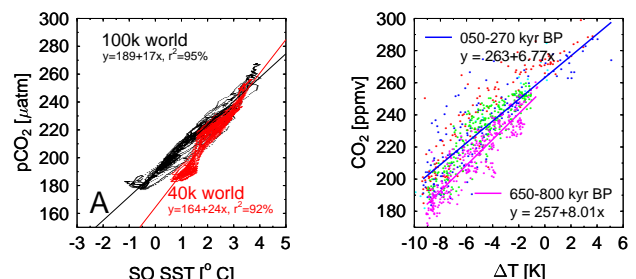 300
280
260
240
220
200
180
160
pCO2 [μatm]
100k world
y=189+17x, r2=95%
A
40k world
y=164+24x, r2=92%
-3 -2 -1 0 1 2 3 4 5
SO SST [° C]
300
280
260
240
220
200
180
CO2 [ppmv]
050-270 kyr BP
y = 263+6.77x
650-800 kyr BP
y = 257+8.01x
-10 -8 -6 -4 -2 0 2 4 6
ΔT [K]